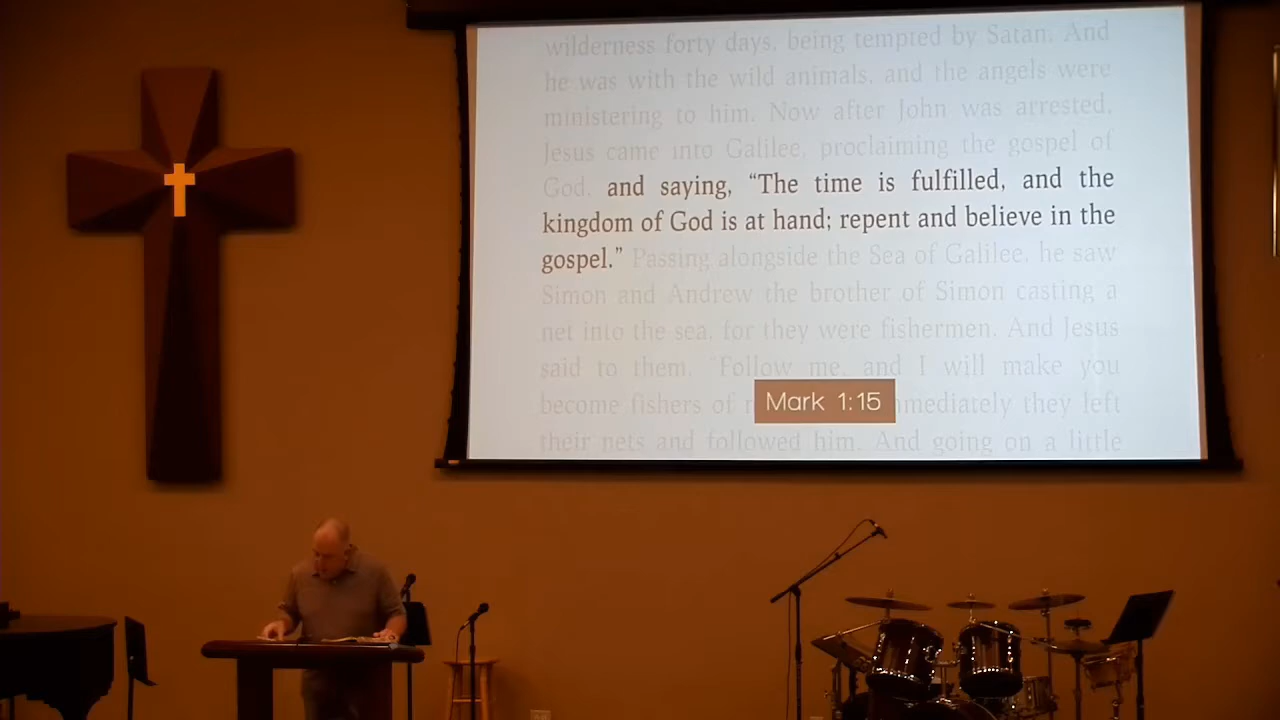 wilderness forty days, being tempted by Satan. And
he was with the wild animals, and the angels were
ministering to him. Now after John was arrested,
Jesus came into Galilee, proclaiming the gospel of
God, and saying, “The time is fulfilled, and the
kingdom of God is at hand; repent and believe in the
gospel.” Passing alongside the Sea of Galilee, he saw
Simon and Andrew the brother of Simon casting a
net into the sea, for they were fishermen. And Jesus
said to them, “Follow me, and I will make you
become fishers of mmediately they left
Mark 1:15
their nets and followed him. And going on a little